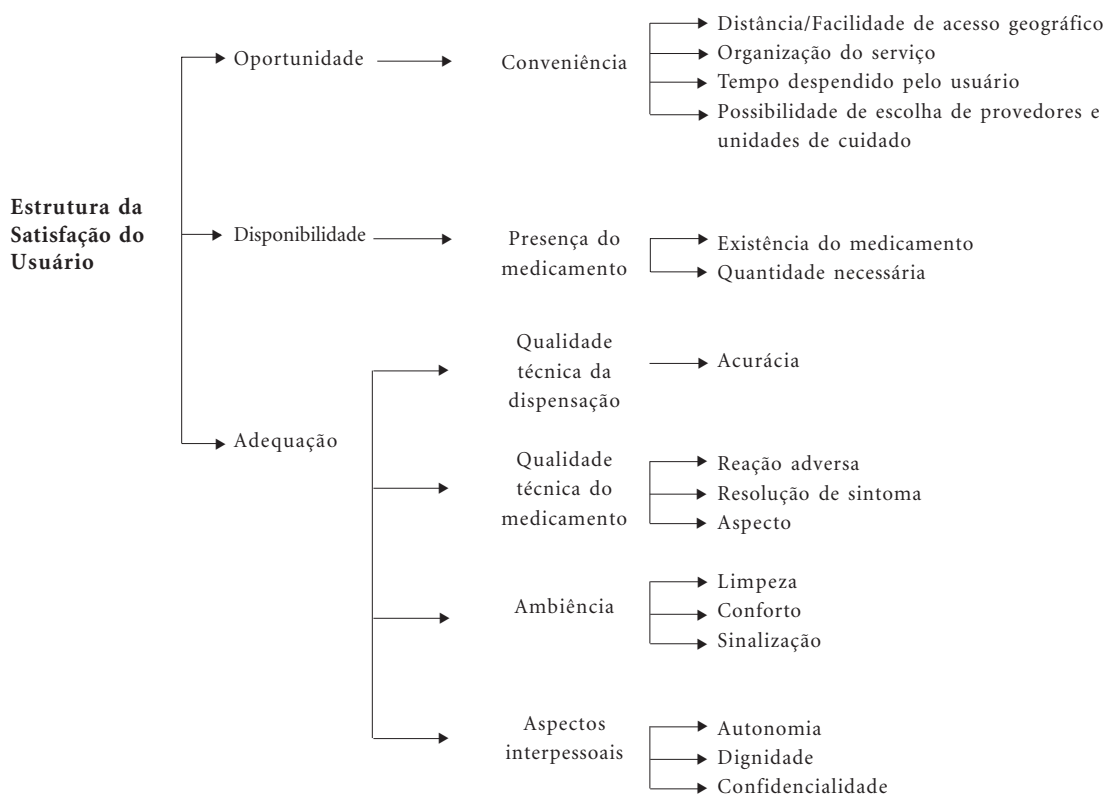 Estrutura da
Satisfação do
Usuário
Oportunidade
Conveniência
Distância/Facilidade de acesso geográfico
Organização do serviço
Tempo despendido pelo usuário
Possibilidade de escolha de provedores e
unidades de cuidado
Disponibilidade
Presença do
medicamento
Existência do medicamento
Quantidade necessária
Adequação
Qualidade
técnica da
dispensação
Acurácia
Qualidade
técnica do
medicamento
Reação adversa
Resolução de sintoma
Aspecto
Ambiência
Limpeza
Conforto
Sinalização
Aspectos
interpessoais
Autonomia
Dignidade
Confidencialidade